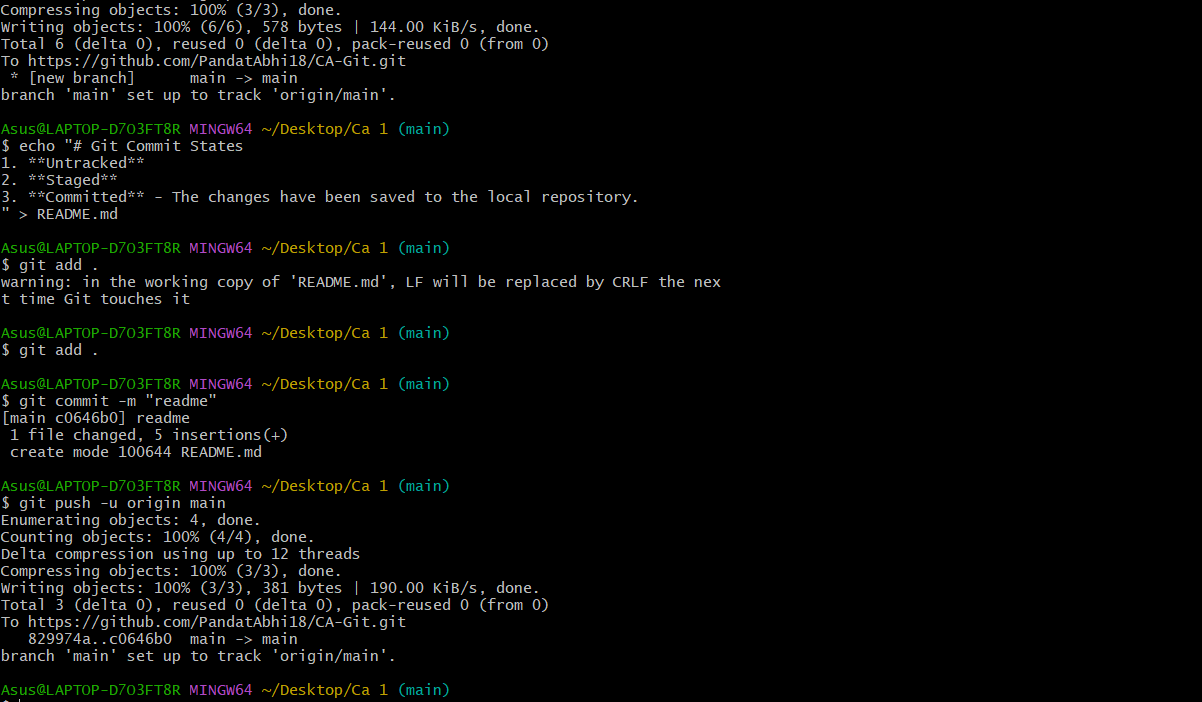 Compressing objects: 100% (3/3), done.
Writing objects: 100% (6/6), 578 bytes | 144.00 KiB/s, done.
Total 6 (delta 0), reused 0 (delta 0), pack-reused 0 (from 0)
To https://github.com/PandatAbhi18/CA-Git.git
 * [new branch]      main -> main
branch 'main' set up to track 'origin/main'.

Asus@LAPTOP-D7O3FT8R MINGW64 ~/Desktop/Ca 1 (main)
$ echo "# Git Commit States
1. **Untracked**
2. **Staged**
3. **Committed** - The changes have been saved to the local repository.
" > README.md

Asus@LAPTOP-D7O3FT8R MINGW64 ~/Desktop/Ca 1 (main)
$ git add .
warning: in the working copy of 'README.md', LF will be replaced by CRLF the nex
t time Git touches it

Asus@LAPTOP-D7O3FT8R MINGW64 ~/Desktop/Ca 1 (main)
$ git add .

Asus@LAPTOP-D7O3FT8R MINGW64 ~/Desktop/Ca 1 (main)
$ git commit -m "readme"
[main c0646b0] readme
 1 file changed, 5 insertions(+)
 create mode 100644 README.md

Asus@LAPTOP-D7O3FT8R MINGW64 ~/Desktop/Ca 1 (main)
$ git push -u origin main
Enumerating objects: 4, done.
Counting objects: 100% (4/4), done.
Delta compression using up to 12 threads
Compressing objects: 100% (3/3), done.
Writing objects: 100% (3/3), 381 bytes | 190.00 KiB/s, done.
Total 3 (delta 0), reused 0 (delta 0), pack-reused 0 (from 0)
To https://github.com/PandatAbhi18/CA-Git.git
   829974a..c0646b0  main -> main
branch 'main' set up to track 'origin/main'.

Asus@LAPTOP-D7O3FT8R MINGW64 ~/Desktop/Ca 1 (main)